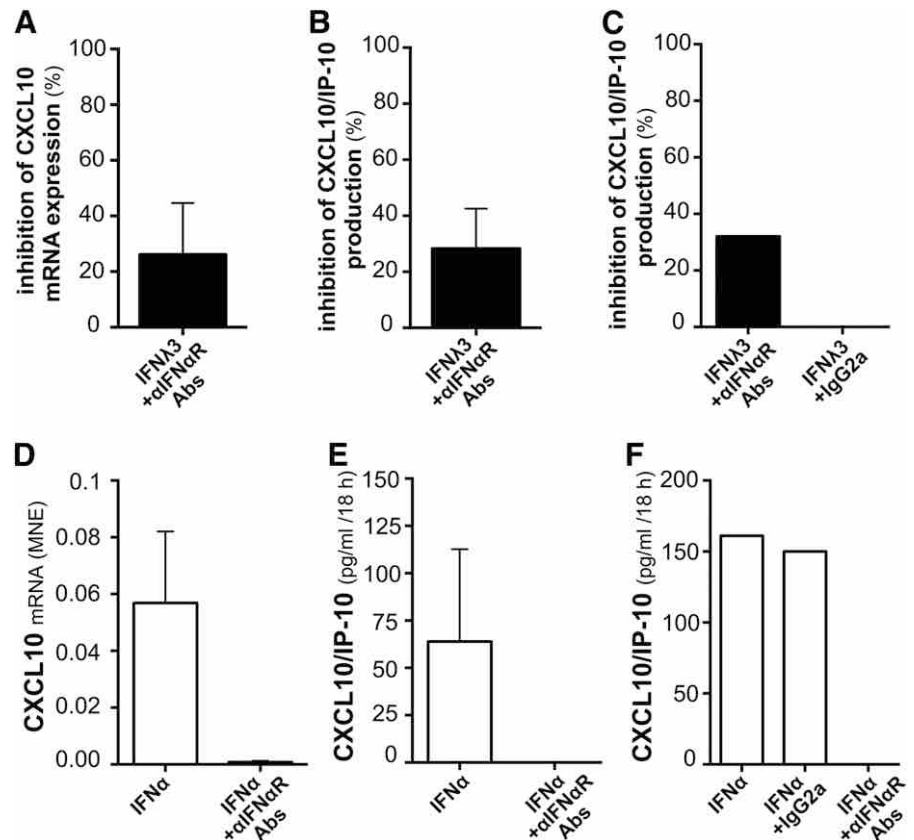 A
inhibition of CXCL10
mRNA expression (%)
100
80
60
40
20
0
IFNλ3
+αIFNαR
Abs
B
inhibition of CXCL10/IP-10
production (%)
100
80
60
40
20
0
IFNλ3
+αIFNαR
Abs
C
inhibition of CXCL10/IP-10
production (%)
100
80
60
40
20
0
IFNλ3
+αIFNαR
Abs
IFNλ3
+IgG2a
D
CXCL10 mRNA (MNE)
0.1
0.08
0.06
0.04
0.02
0.00
IFNα
IFNα
+αIFNαR
Abs
E
CXCL10/IP-10 (pg/ml /18 h)
150
125
100
75
50
25
0
IFNα
IFNα
+αIFNαR
Abs
F
CXCL10/IP-10 (pg/ml /18 h)
200
150
100
50
0
IFNα
IFNα
+IgG2a
IFNα
+αIFNαR
Abs